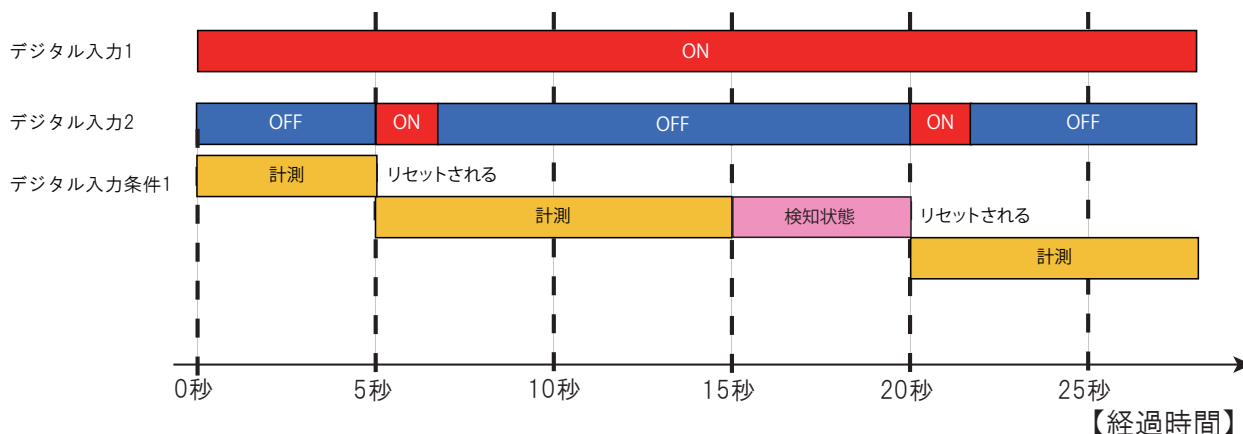 デジタル入力1
ON
デジタル入力2
OFF ON OFF ON OFF
デジタル入力条件1
計測 リセットされる
計測 検知状態 リセットされる
計測
0秒 5秒 10秒 15秒 20秒 25秒
【経過時間】